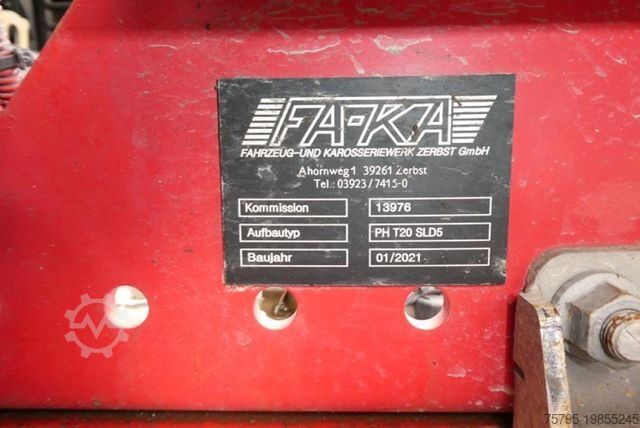 FA-KA
FAHRZEUG-UND KAROSSERIEWERK ZERBST GmbH
Ahornweg 1 39261 Zerbst
Tel.: 03923/7415-0
Kommission 13976
Aufbautyp PH T20 SLD5
Baujahr 01/2021
75795-19855245